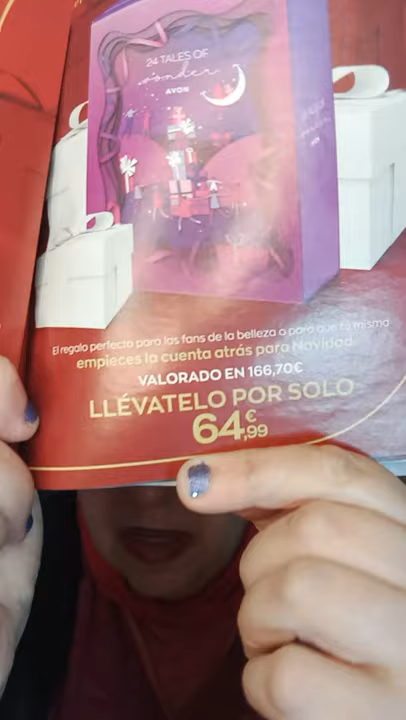 24 TALES OF
wonder
AVON
El regalo perfecto para las fans de la belleza o para que tú misma
empieces la cuenta atrás para Navidad
VALORADO EN 166,70€
LLÉVATELO POR SOLO
64,99€